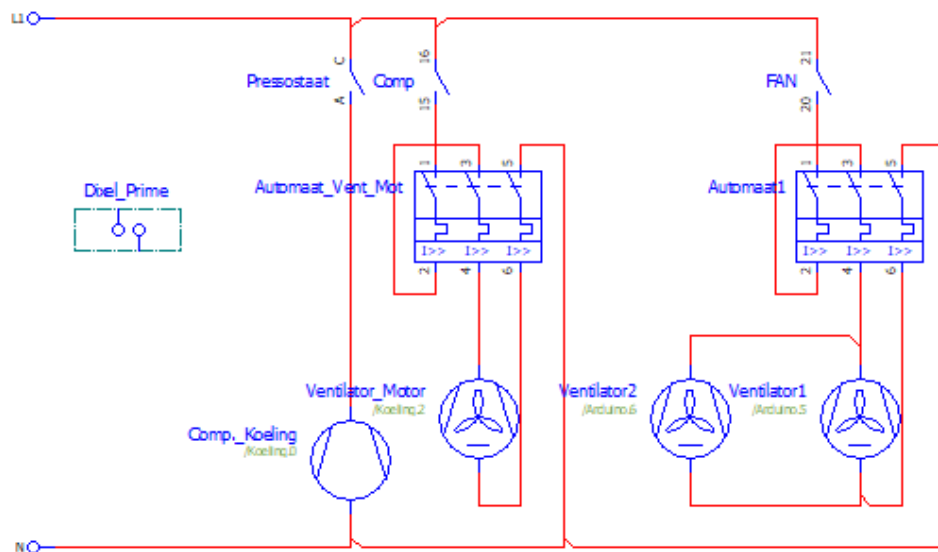 L1
C
16
21
Pressostaat
Comp
FAN
A
15
20
1
3
5
1
3
5
Dixel_Prime
Automaat_Vent_Mot
Automaat1
I>> I>> I>>
I>> I>> I>>
2
4
6
2
4
6
Ventilator_Motor
/Koeling.2
Ventilator2
/Arduino.6
Ventilator1
/Arduino.5
Comp._Koeling
/Koeling.0
N